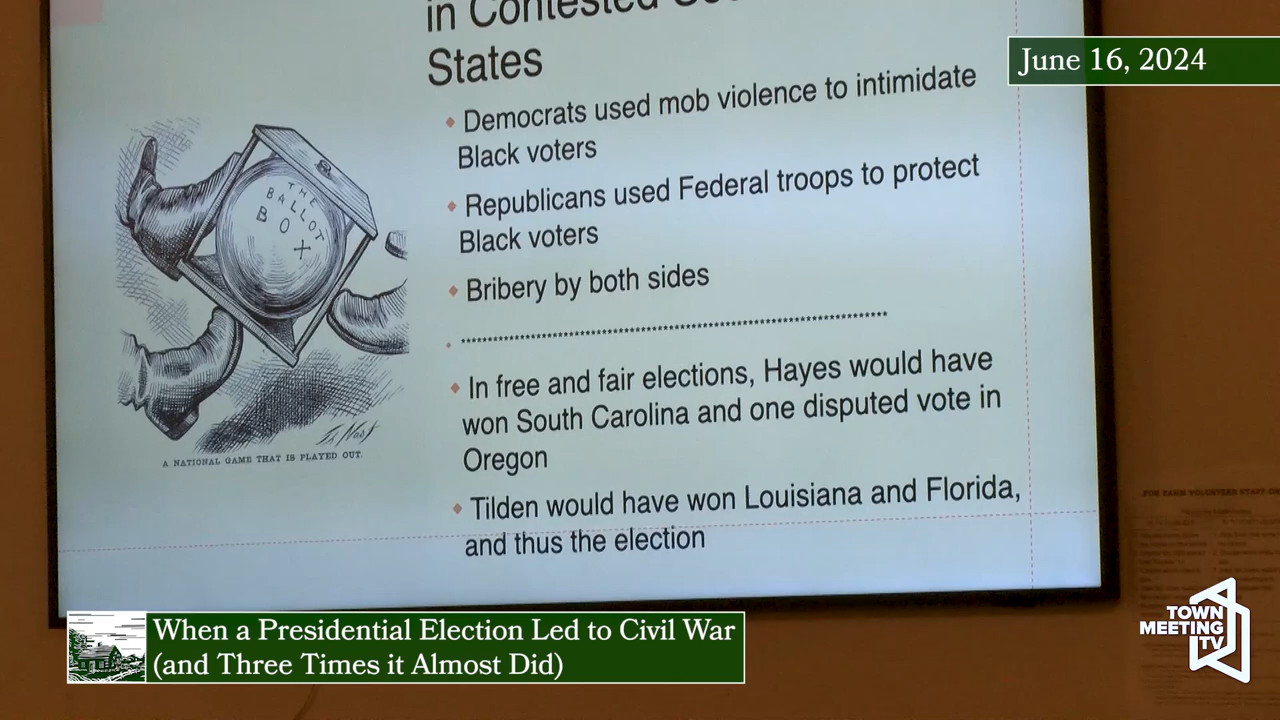 in Contested
States
June 16, 2024
• Democrats used mob violence to intimidate
Black voters
• Republicans used Federal troops to protect
Black voters
• Bribery by both sides
• ********************************************************************************
• In free and fair elections, Hayes would have
won South Carolina and one disputed vote in
Oregon
• Tilden would have won Louisiana and Florida,
and thus the election
THE
BALLOT
BOX
Th. Nast
A NATIONAL GAME THAT IS PLAYED OUT.
When a Presidential Election Led to Civil War
(and Three Times it Almost Did)
TOWN
MEETING
TV